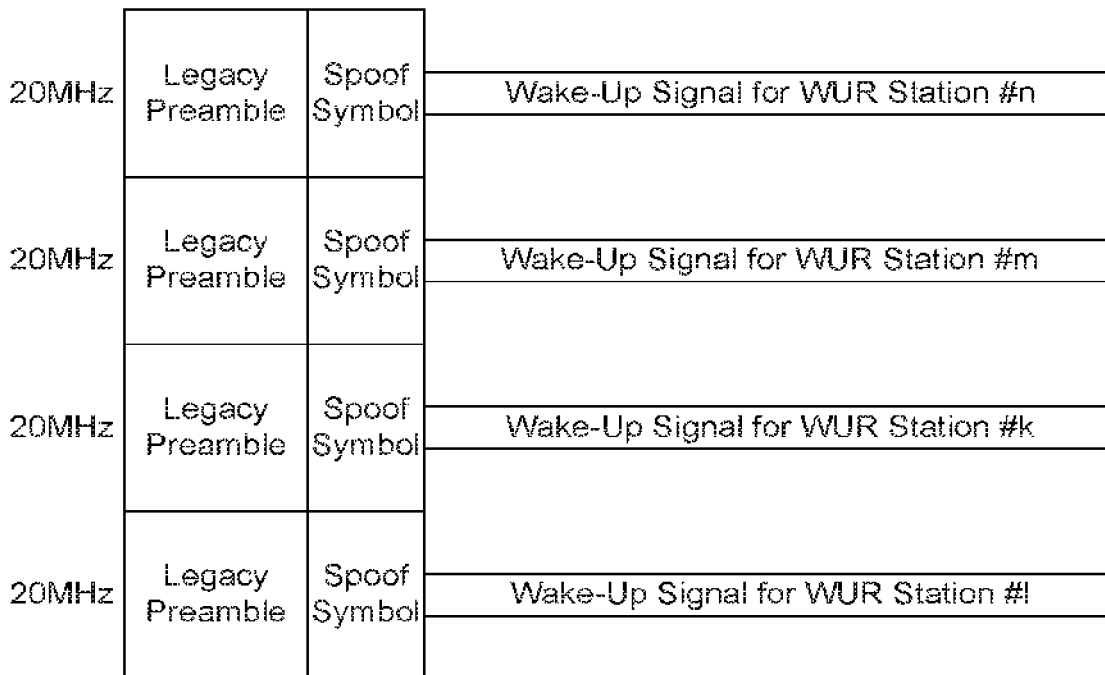 20MHz
Legacy Preamble
Spoof Symbol
Wake-Up Signal for WUR Station #n
20MHz
Legacy Preamble
Spoof Symbol
Wake-Up Signal for WUR Station #m
20MHz
Legacy Preamble
Spoof Symbol
Wake-Up Signal for WUR Station #k
20MHz
Legacy Preamble
Spoof Symbol
Wake-Up Signal for WUR Station #l